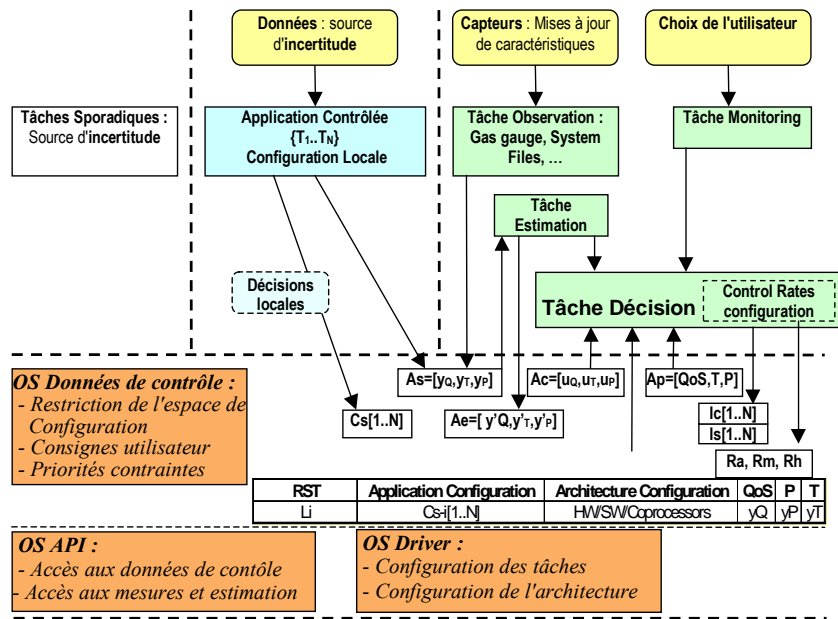 Données : source
d'incertitude
Capteurs : Mises à jour
de caractéristiques
Choix de l'utilisateur
Tâches Sporadiques :
Source d'incertitude
Application Contrôlée
{T1..TN}
Configuration Locale
Tâche Observation :
Gas gauge, System
Files, …
Tâche Monitoring
Tâche
Estimation
Décisions
locales
Tâche Décision
Control Rates
configuration
OS Données de contrôle :
- Restriction de l'espace de
Configuration
- Consignes utilisateur
- Priorités contraintes
As=[yQ,yT,yP]
Ac=[uQ,uT,uP]
Ap=[QoS,T,P]
Cs[1..N]
Ae=[ y'Q,y'T,y'P]
Ic[1..N]
Is[1..N]
Ra, Rm, Rh
RST Application Configuration Architecture Configuration QoS P T
Li Cs-i[1..N] HW/SW/Coprocessors yQ yP yT
OS API :
- Accès aux données de contôle
- Accès aux mesures et estimation
OS Driver :
- Configuration des tâches
- Configuration de l'architecture